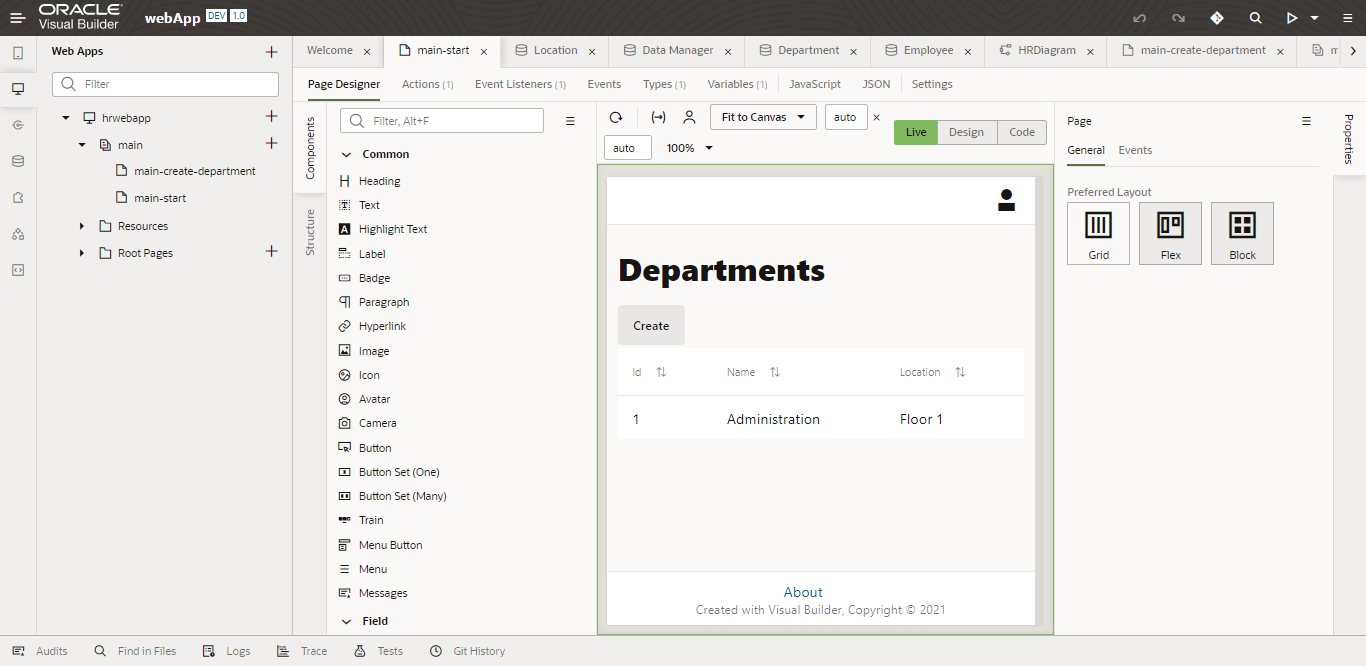 ORACLE
Visual Builder
webApp DEV 1.0
Web Apps
Filter
hrwebapp
main
main-create-department
main-start
Resources
Root Pages
Welcome
main-start
Location
Data Manager
Department
Employee
HRDiagram
main-create-department
Page Designer
Actions (1)
Event Listeners (1)
Events
Types (1)
Variables (1)
JavaScript
JSON
Settings
Components
Structure
Filter, Alt+F
Common
Heading
Text
Highlight Text
Label
Badge
Paragraph
Hyperlink
Image
Icon
Avatar
Camera
Button
Button Set (One)
Button Set (Many)
Train
Menu Button
Menu
Messages
Field
Fit to Canvas
auto
auto
100%
Live
Design
Code
Departments
Create
Id Name Location
1 Administration Floor 1
About
Created with Visual Builder, Copyright © 2021
Page
General Events
Preferred Layout
Grid
Flex
Block
Properties
Audits
Find in Files
Logs
Trace
Tests
Git History